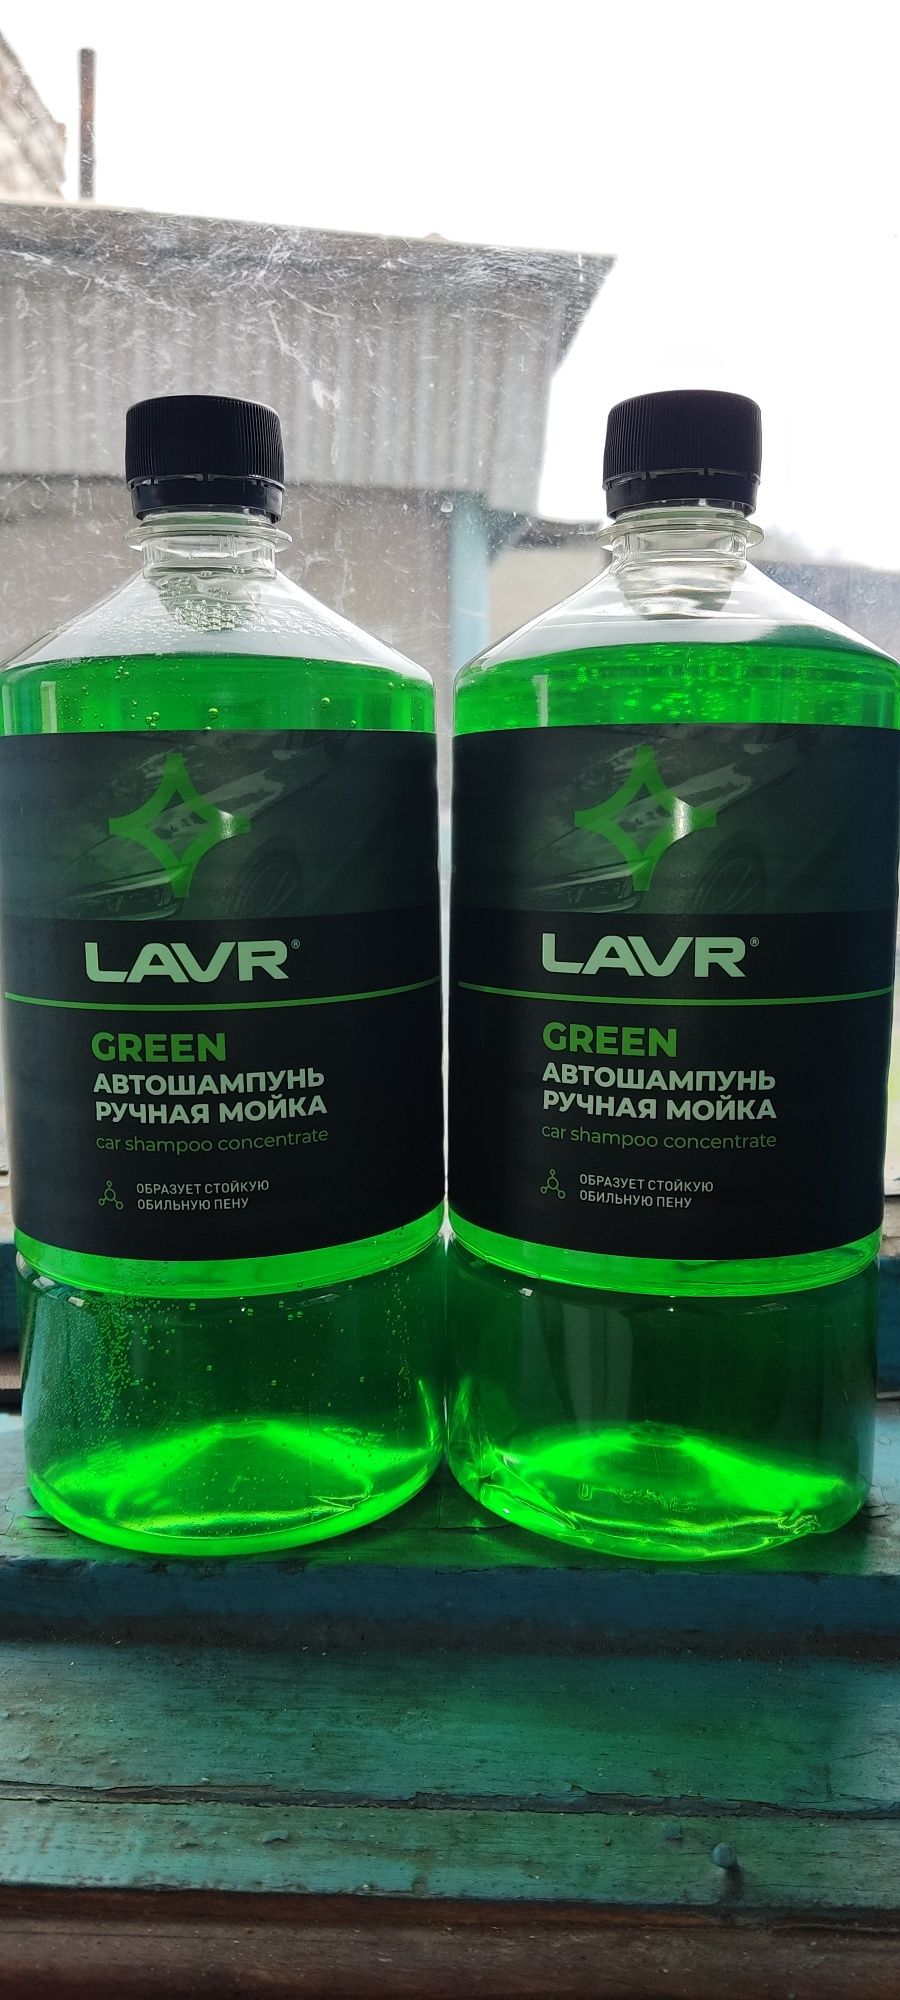 LAVR®
GREEN
АВТОШАМПУНЬ
РУЧНАЯ МОЙКА
car shampoo concentrate
ОБРАЗУЕТ СТОЙКУЮ
ОБИЛЬНУЮ ПЕНУ
LAVR®
GREEN
АВТОШАМПУНЬ
РУЧНАЯ МОЙКА
car shampoo concentrate
ОБРАЗУЕТ СТОЙКУЮ
ОБИЛЬНУЮ ПЕНУ